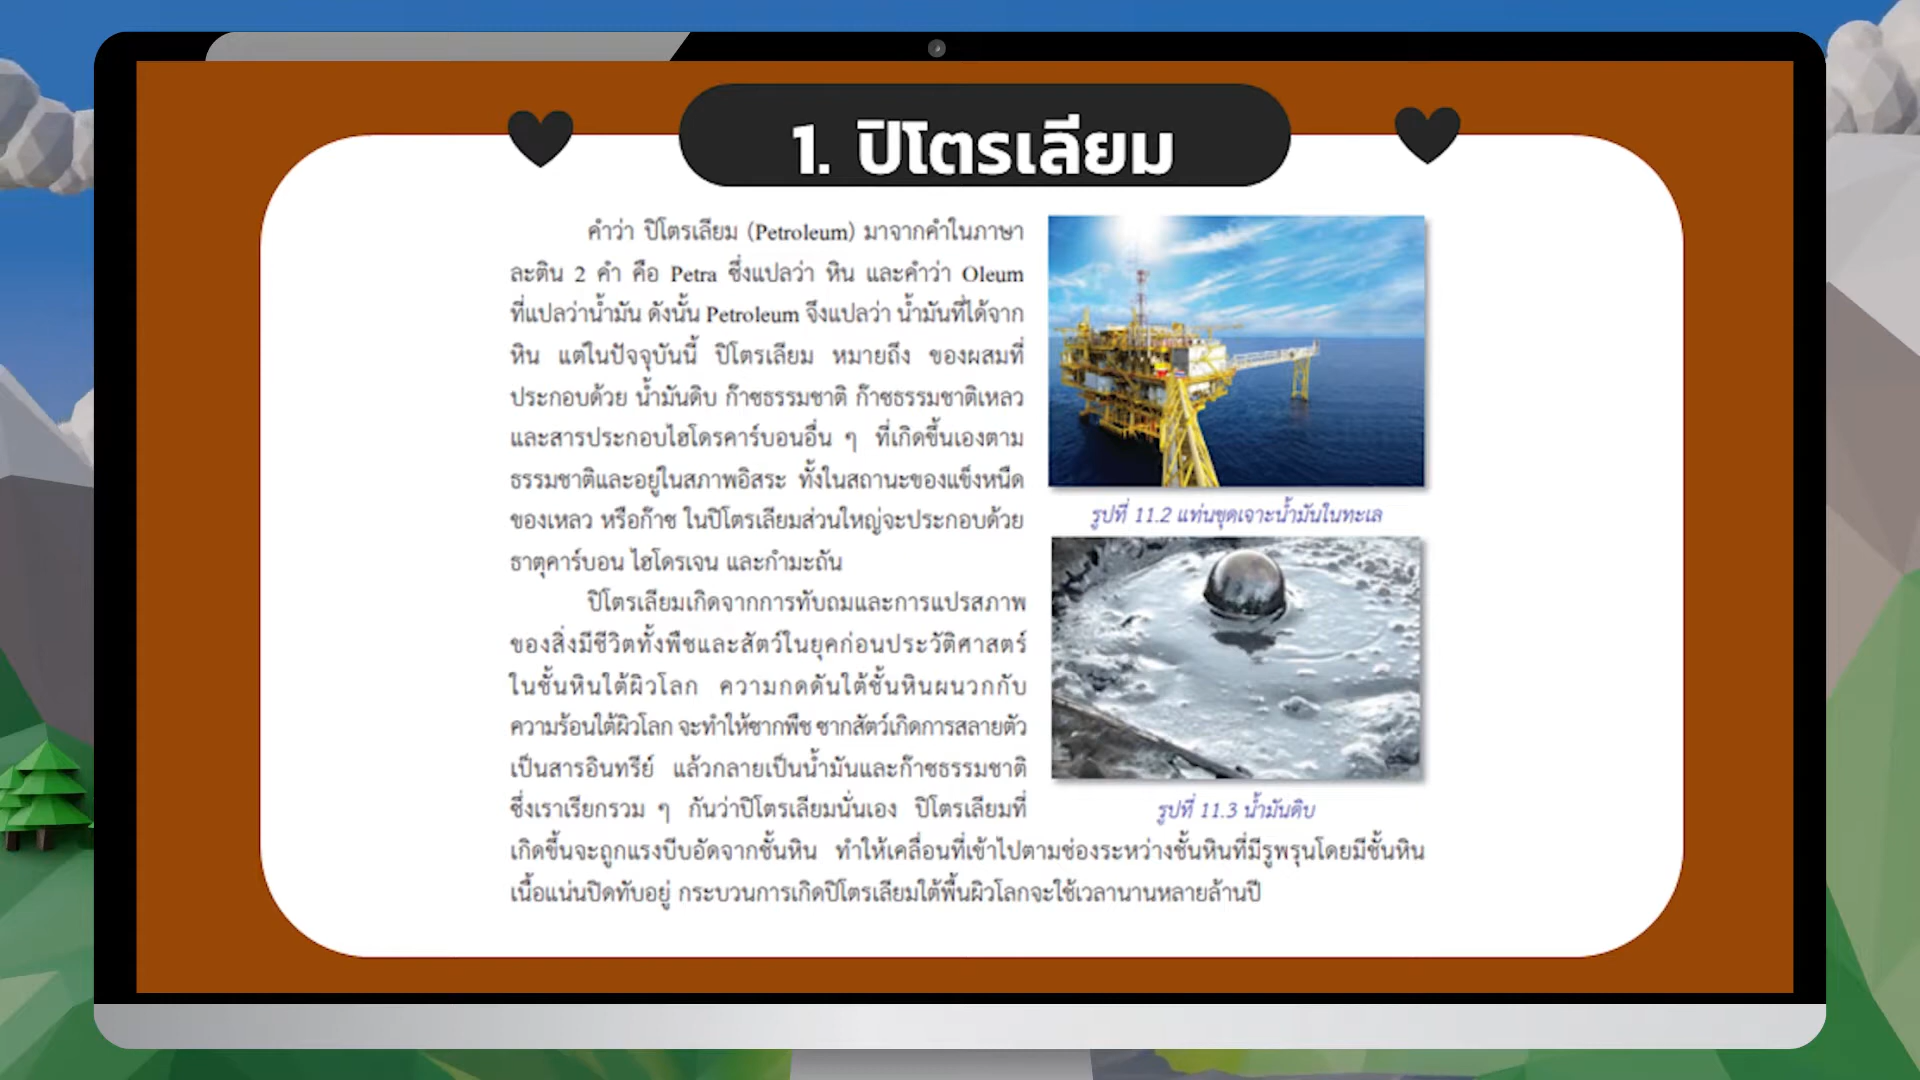 1. ปิโตรเลียม
คำว่า ปิโตรเลียม (Petroleum) มาจากคำในภาษา
ละติน 2 คำ คือ Petra ซึ่งแปลว่า หิน และคำว่า Oleum
ที่แปลว่าน้ำมัน ดังนั้น Petroleum จึงแปลว่า น้ำมันที่ได้จาก
หิน แต่ในปัจจุบันนี้ ปิโตรเลียม หมายถึง ของผสมที่
ประกอบด้วย น้ำมันดิบ ก๊าซธรรมชาติ ก๊าซธรรมชาติเหลว
และสารประกอบไฮโดรคาร์บอนอื่น ๆ ที่เกิดขึ้นเองตาม
ธรรมชาติและอยู่ในสภาพอิสระ ทั้งในสถานะของแข็งหนืด
ของเหลว หรือก๊าซ ในปิโตรเลียมส่วนใหญ่จะประกอบด้วย
ธาตุคาร์บอน ไฮโดรเจน และกำมะถัน
ปิโตรเลียมเกิดจากการทับถมและการแปรสภาพ
ของสิ่งมีชีวิตทั้งพืชและสัตว์ในยุคก่อนประวัติศาสตร์
ในชั้นหินใต้ผิวโลก ความกดดันใต้ชั้นหินผนวกกับ
ความร้อนใต้ผิวโลก จะทำให้ซากพืช ซากสัตว์เกิดการสลายตัว
เป็นสารอินทรีย์ แล้วกลายเป็นน้ำมันและก๊าซธรรมชาติ
ซึ่งเราเรียกรวม ๆ กันว่าปิโตรเลียมนั่นเอง ปิโตรเลียมที่
เกิดขึ้นจะถูกแรงบีบอัดจากชั้นหิน ทำให้เคลื่อนที่เข้าไปตามช่องระหว่างชั้นหินที่มีรูพรุนโดยมีชั้นหิน
เนื้อแน่นปิดทับอยู่ กระบวนการเกิดปิโตรเลียมใต้พื้นผิวโลกจะใช้เวลานานหลายล้านปี
รูปที่ 11.2 แท่นขุดเจาะน้ำมันในทะเล
รูปที่ 11.3 น้ำมันดิบ